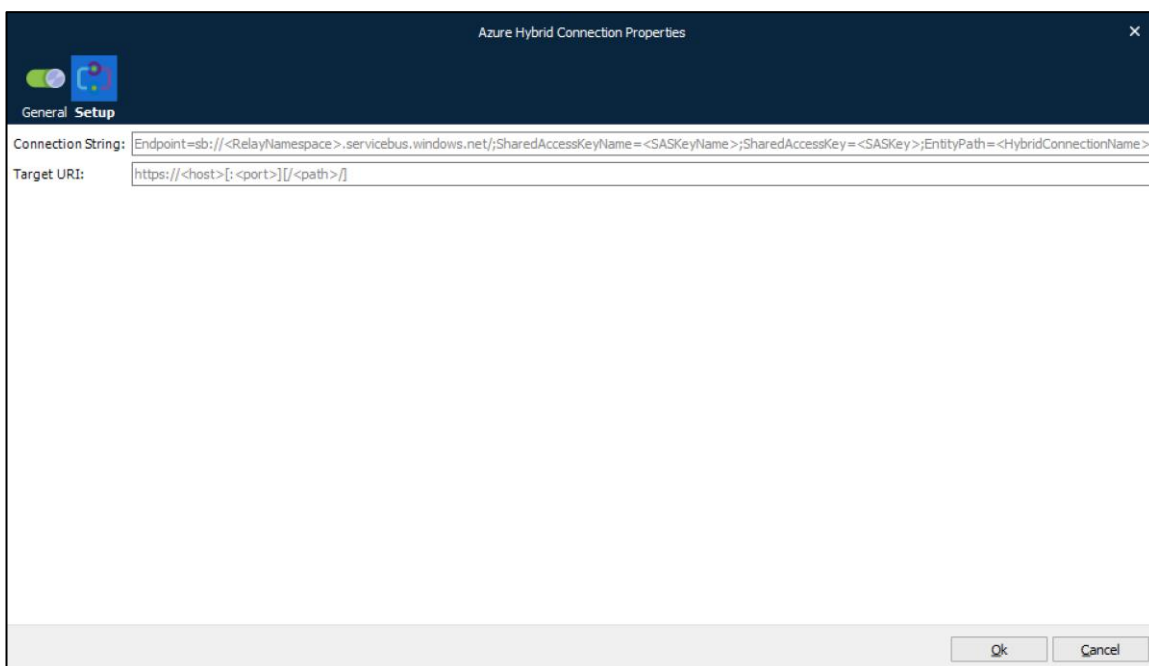 Azure Hybrid Connection Properties
General Setup
Connection String: Endpoint=sb://<RelayNamespace>.servicebus.windows.net/;SharedAccessKeyName=<SASKeyName>;SharedAccessKey=<SASKey>;EntityPath=<HybridConnectionName>
Target URI: https://<host>[:<port>][/<path>/]
Ok Cancel